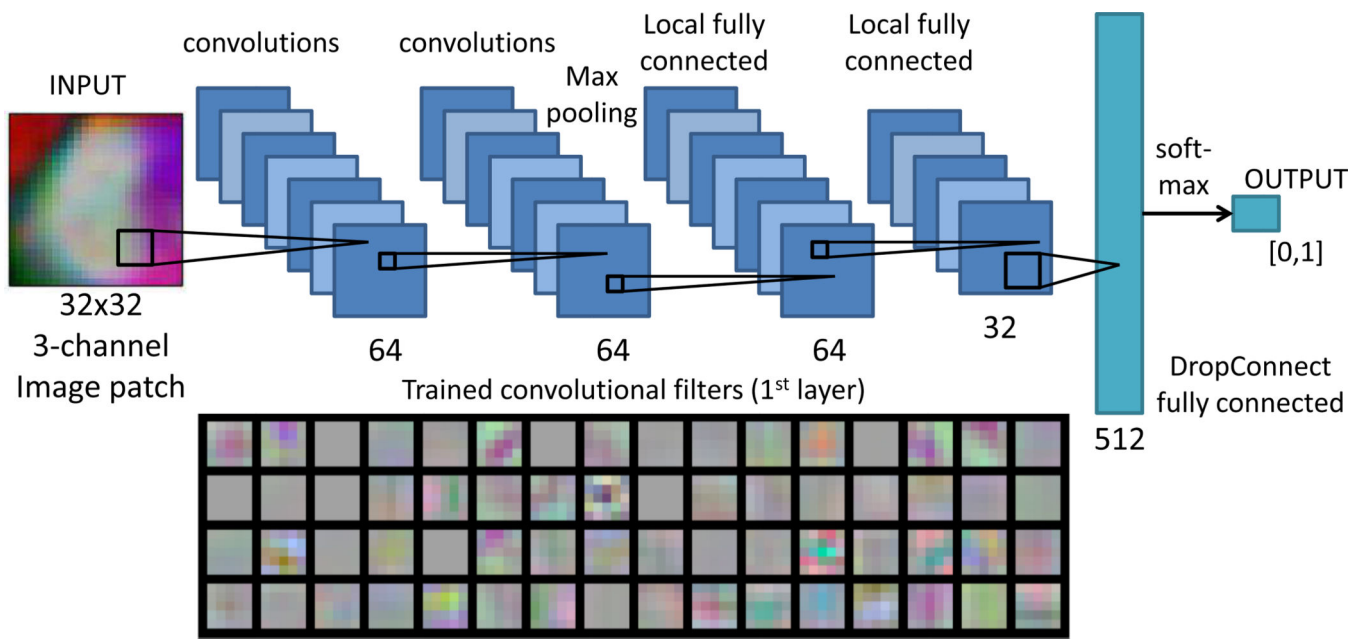 INPUT
32x32
3-channel
Image patch
convolutions
64
convolutions
64
Max
pooling
Local fully
connected
64
Local fully
connected
32
512
soft-
max
OUTPUT
[0,1]
DropConnect
fully connected
Trained convolutional filters (1st layer)